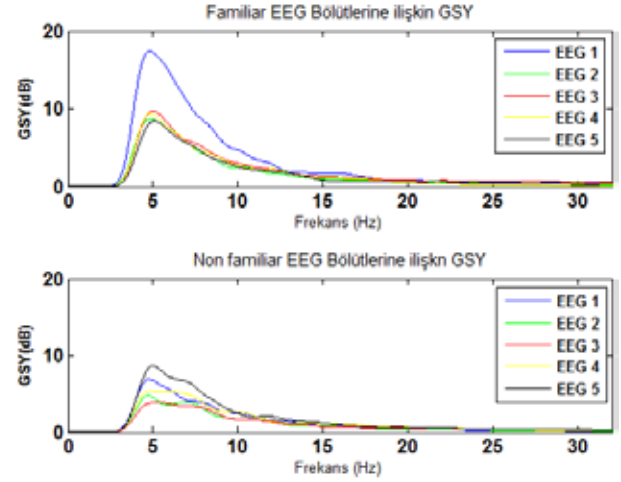 Familiar EEG Bölütlerine ilişkin GSY
20
10
0
GSY(dB)
0 5 10 15 20 25 30
Frekans (Hz)
EEG 1
EEG 2
EEG 3
EEG 4
EEG 5
Non familiar EEG Bölütlerine ilişkn GSY
20
10
0
GSY(dB)
0 5 10 15 20 25 30
Frekans (Hz)
EEG 1
EEG 2
EEG 3
EEG 4
EEG 5